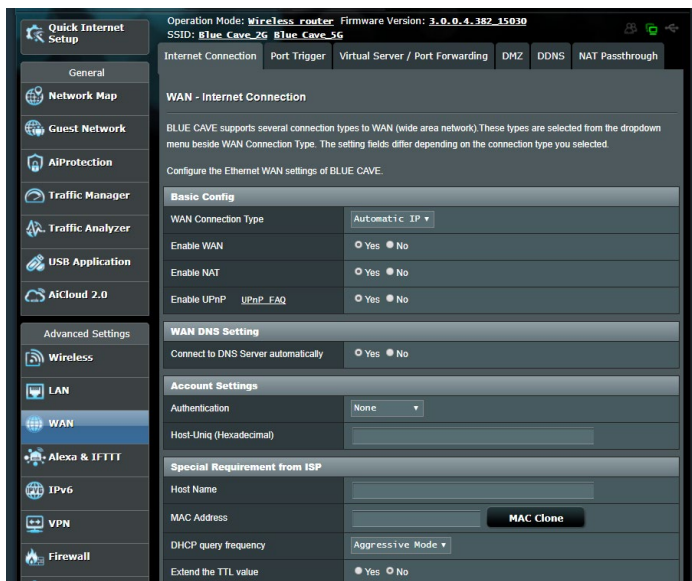 Quick Internet
Setup
Operation Mode: Wireless router Firmware Version: 3.0.0.4.382_15030
SSID: Blue Cave_2G Blue Cave_5G
Internet Connection Port Trigger Virtual Server / Port Forwarding DMZ DDNS NAT Passthrough
General
Network Map
Guest Network
AiProtection
Traffic Manager
Traffic Analyzer
USB Application
AiCloud 2.0
Advanced Settings
Wireless
LAN
WAN
Alexa & IFTTT
IPv6
VPN
Firewall
WAN - Internet Connection
BLUE CAVE supports several connection types to WAN (wide area network).These types are selected from the dropdown
menu beside WAN Connection Type. The setting fields differ depending on the connection type you selected.
Configure the Ethernet WAN settings of BLUE CAVE.
Basic Config
WAN Connection Type Automatic IP
Enable WAN Yes No
Enable NAT Yes No
Enable UPnP UPnP FAQ Yes No
WAN DNS Setting
Connect to DNS Server automatically Yes No
Account Settings
Authentication None
Host-Uniq (Hexadecimal)
Special Requirement from ISP
Host Name
MAC Address MAC Clone
DHCP query frequency Aggressive Mode
Extend the TTL value Yes No